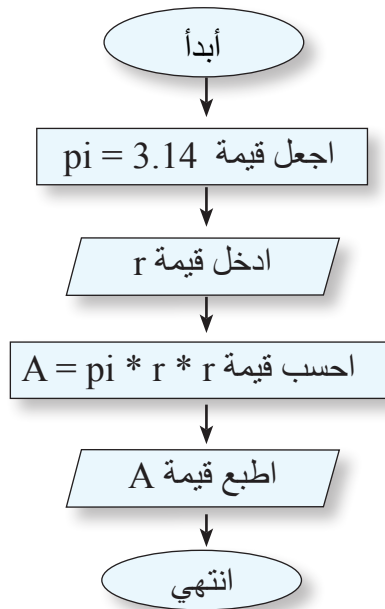 أبدأ
اجعل قيمة pi = 3.14
ادخل قيمة r
احسب قيمة A = pi * r * r
اطبع قيمة A
انتهي